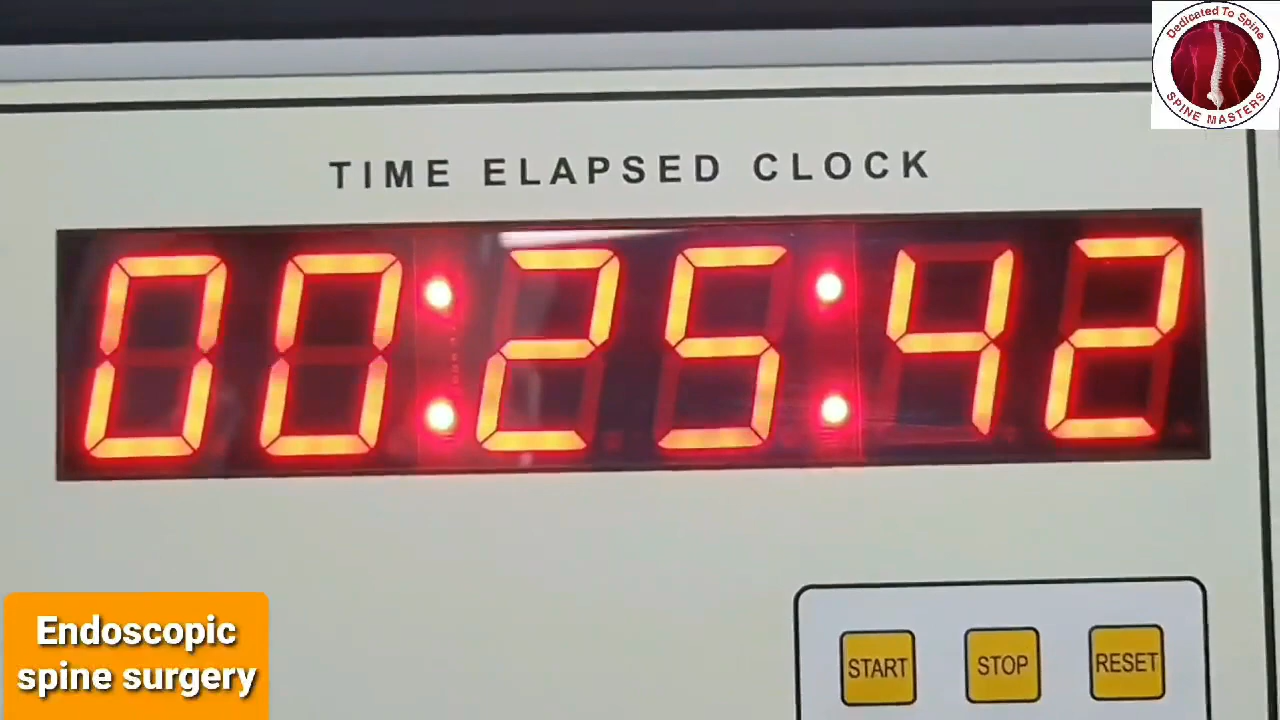 Dedicated To Spine
SPINE MASTERS
TIME ELAPSED CLOCK
00:25:42
Endoscopic
spine surgery
START STOP RESET